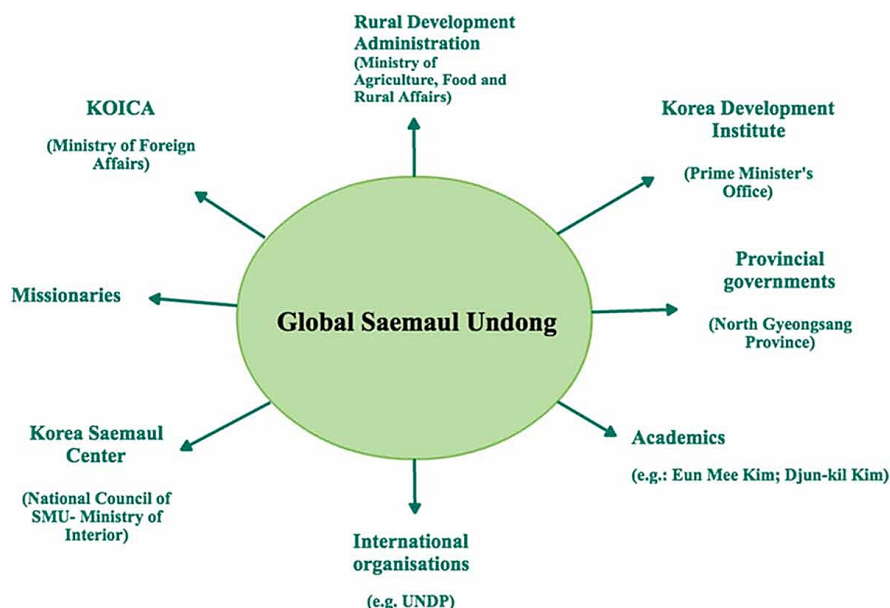 Rural Development
Administration
(Ministry of
Agriculture, Food and
Rural Affairs)
KOICA
(Ministry of Foreign
Affairs)
Korea Development
Institute
(Prime Minister's
Office)
Missionaries
Global Saemaul Undong
Provincial
governments
(North Gyeongsang
Province)
Korea Saemaul
Center
(National Council of
SMU- Ministry of
Interior)
Academics
(e.g.: Eun Mee Kim; Djun-kil Kim)
International
organisations
(e.g. UNDP)